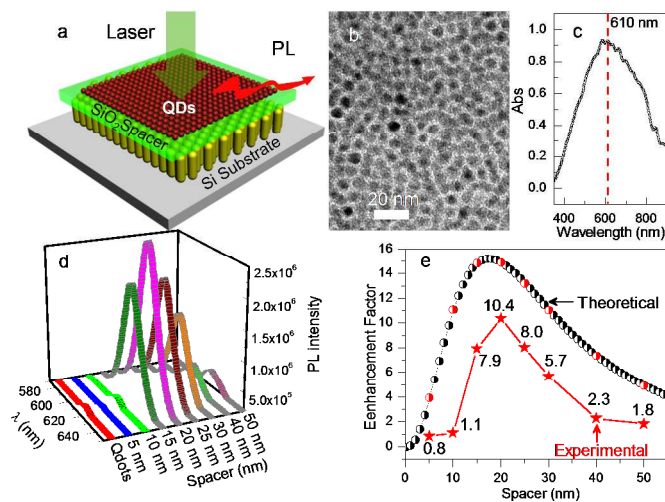 a
Laser
PL
QDs
SiO2 Spacer
Si Substrate
b
20 nm
c
610 nm
Abs
1.0
0.8
0.6
0.4
0.2
0.0
400 600 800
Wavelength (nm)
d
2.5x10^6
2.0x10^6
1.5x10^6
1.0x10^6
5.0x10^5
PL intensity
580
600
620
640
λ (nm)
Qdots
5 nm
10 nm
15 nm
20 nm
25 nm
30 nm
40 nm
50 nm
Spacer (nm)
e
Eenhancement Factor
16
14
12
10
8
6
4
2
0
Theoretical
10.4
8.0
7.9
5.7
2.3
1.8
1.1
0.8
Experimental
0 10 20 30 40 50
Spacer (nm)